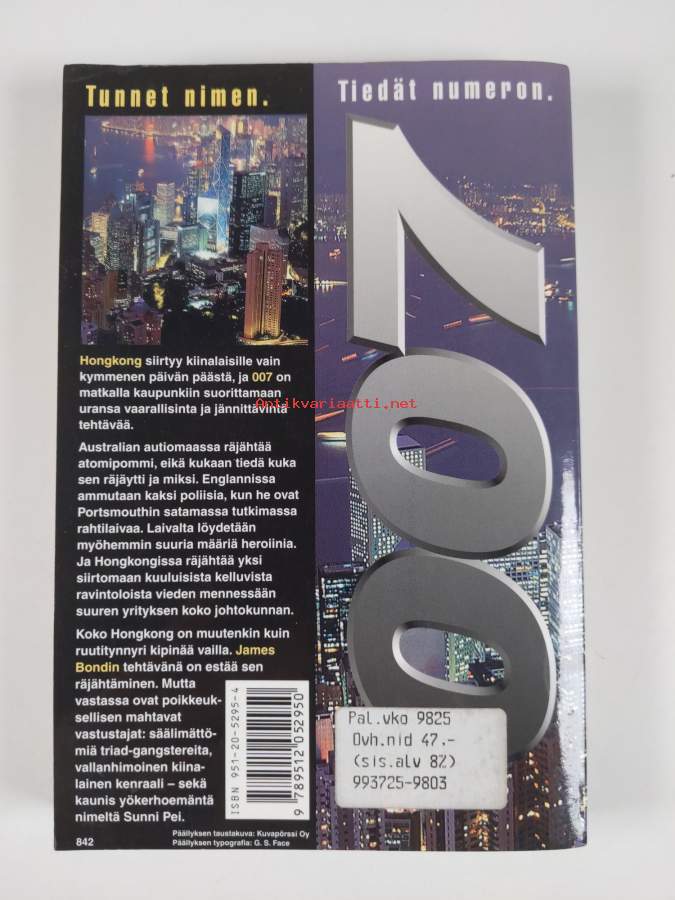 Tunnet nimen.
Tiedät numeron.
007
Hongkong siirtyy kiinalaisille vain
kymmenen päivän päästä, ja 007 on
matkalla kaupunkiin suorittamaan
uransa vaarallisinta ja jännittävintä
tehtävää.
Antikvariaatti.net
Australian autiomaassa räjähtää
atomipommi, eikä kukaan tiedä kuka
sen räjäytti ja miksi. Englannissa
ammutaan kaksi poliisia, kun he ovat
Portsmouthin satamassa tutkimassa
rahtilaivaa. Laivalta löydetään
myöhemmin suuria määriä heroiinia.
Ja Hongkongissa räjähtää yksi
siirtomaan kuuluisista kelluvista
ravintoloista vieden mennessään
suuren yrityksen koko johtokunnan.
Koko Hongkong on muutenkin kuin
ruutitynnyri kipinää vailla. James
Bondin tehtävänä on estää sen
räjähtäminen. Mutta
vastassa ovat poikkeuk-
sellisen mahtavat
vastustajat: säälimättö-
miä triad-gangstereita,
vallanhimoinen kiina-
lainen kenraali – sekä
kaunis yökerhoemäntä
nimeltä Sunni Pei.
ISBN 951-20-5295-4
9 789512 052950
Pal.vko 9825
Ovh.nid 47.-
(sis.alv 8%)
993725-9803
842
Päällyksen taustakuva: Kuvapörssi Oy
Päällyksen typografia: G. S. Face